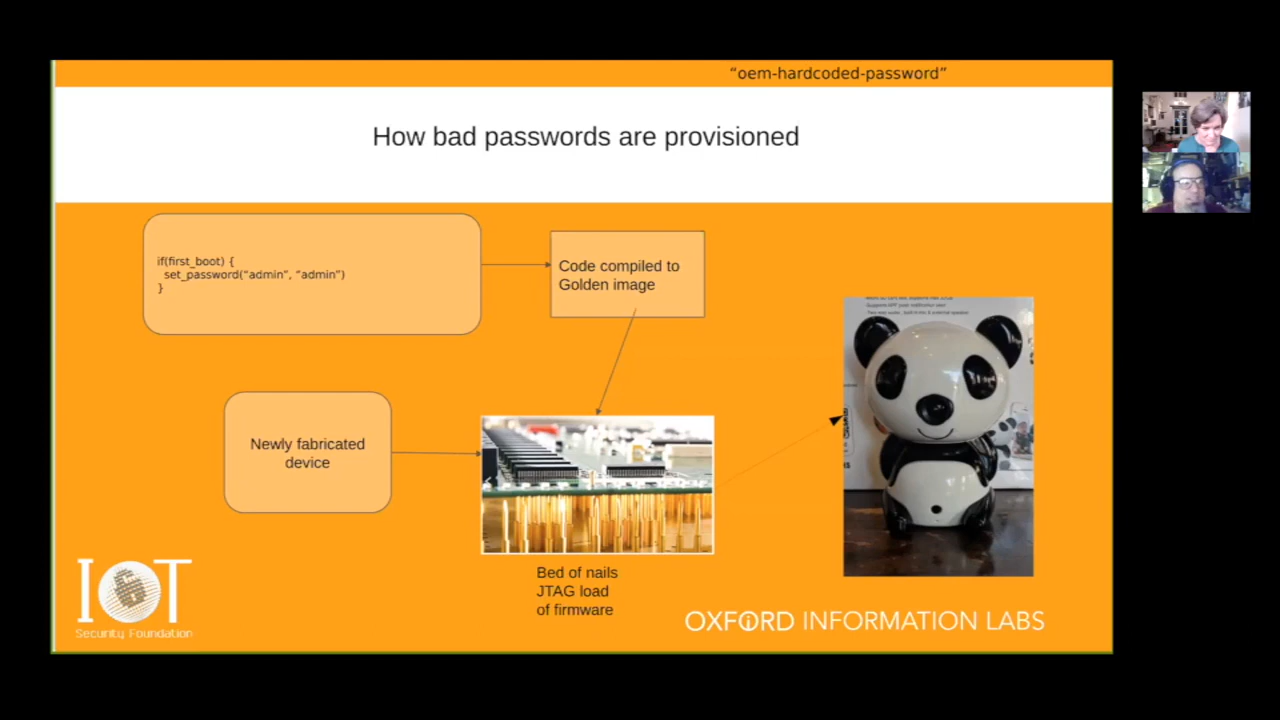 “oem-hardcoded-password”
How bad passwords are provisioned
if(first_boot) {
set_password(“admin”, “admin”)
}
Code compiled to
Golden image
Newly fabricated
device
Bed of nails
JTAG load
of firmware
IOT
Security Foundation
OXFORD INFORMATION LABS